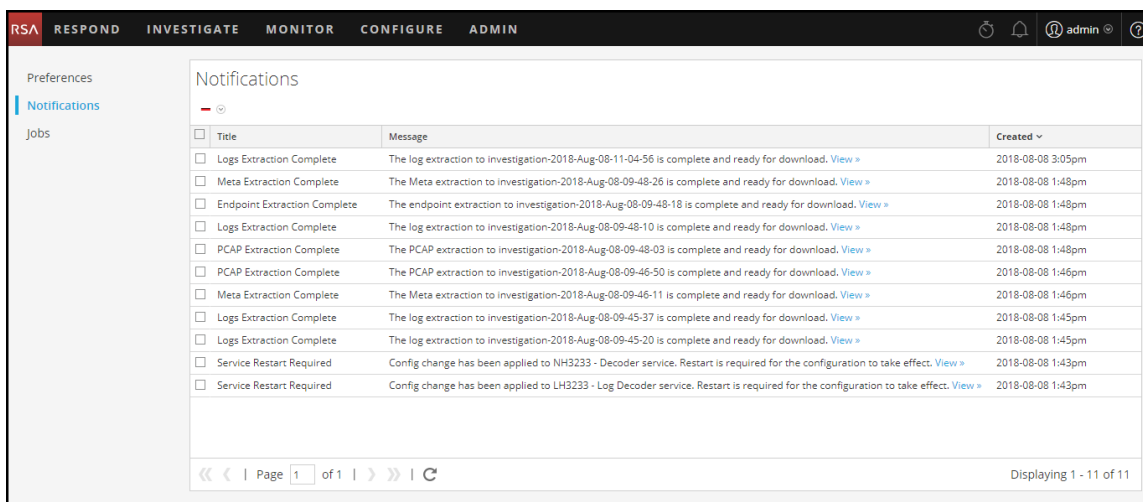 RSA RESPOND INVESTIGATE MONITOR CONFIGURE ADMIN admin ?
Preferences
Notifications
Jobs
Notifications
Title Message Created
Logs Extraction Complete The log extraction to investigation-2018-Aug-08-11-04-56 is complete and ready for download. View » 2018-08-08 3:05pm
Meta Extraction Complete The Meta extraction to investigation-2018-Aug-08-09-48-26 is complete and ready for download. View » 2018-08-08 1:48pm
Endpoint Extraction Complete The endpoint extraction to investigation-2018-Aug-08-09-48-18 is complete and ready for download. View » 2018-08-08 1:48pm
Logs Extraction Complete The log extraction to investigation-2018-Aug-08-09-48-10 is complete and ready for download. View » 2018-08-08 1:48pm
PCAP Extraction Complete The PCAP extraction to investigation-2018-Aug-08-09-48-03 is complete and ready for download. View » 2018-08-08 1:48pm
PCAP Extraction Complete The PCAP extraction to investigation-2018-Aug-08-09-46-50 is complete and ready for download. View » 2018-08-08 1:46pm
Meta Extraction Complete The Meta extraction to investigation-2018-Aug-08-09-46-11 is complete and ready for download. View » 2018-08-08 1:46pm
Logs Extraction Complete The log extraction to investigation-2018-Aug-08-09-45-37 is complete and ready for download. View » 2018-08-08 1:45pm
Logs Extraction Complete The log extraction to investigation-2018-Aug-08-09-45-20 is complete and ready for download. View » 2018-08-08 1:45pm
Service Restart Required Config change has been applied to NH3233 - Decoder service. Restart is required for the configuration to take effect. View » 2018-08-08 1:43pm
Service Restart Required Config change has been applied to LH3233 - Log Decoder service. Restart is required for the configuration to take effect. View » 2018-08-08 1:43pm
Page 1 of 1 Displaying 1 - 11 of 11